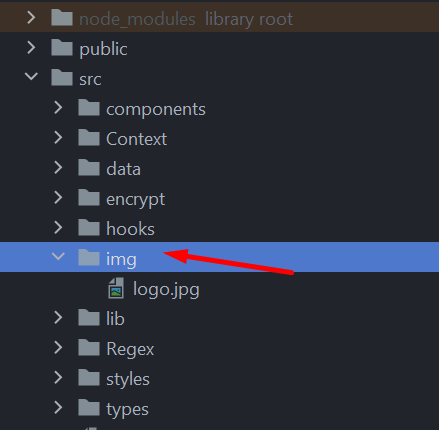 node_modules library root
public
src
components
Context
data
encrypt
hooks
img
logo.jpg
lib
Regex
styles
types